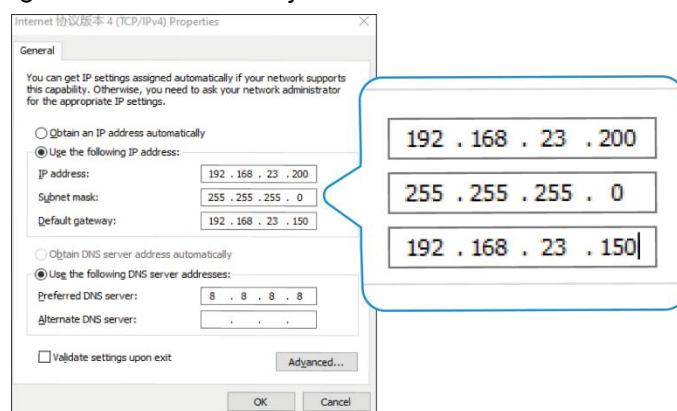 Internet 协议版本 4 (TCP/IPv4) Properties
General
You can get IP settings assigned automatically if your network supports
this capability. Otherwise, you need to ask your network administrator
for the appropriate IP settings.
Obtain an IP address automatically
Use the following IP address:
IP address: 192 . 168 . 23 . 200
Subnet mask: 255 . 255 . 255 . 0
Default gateway: 192 . 168 . 23 . 150
Obtain DNS server address automatically
Use the following DNS server addresses:
Preferred DNS server: 8 . 8 . 8 . 8
Alternate DNS server: . . .
Validate settings upon exit
Advanced...
OK Cancel
192 . 168 . 23 . 200
255 . 255 . 255 . 0
192 . 168 . 23 . 150